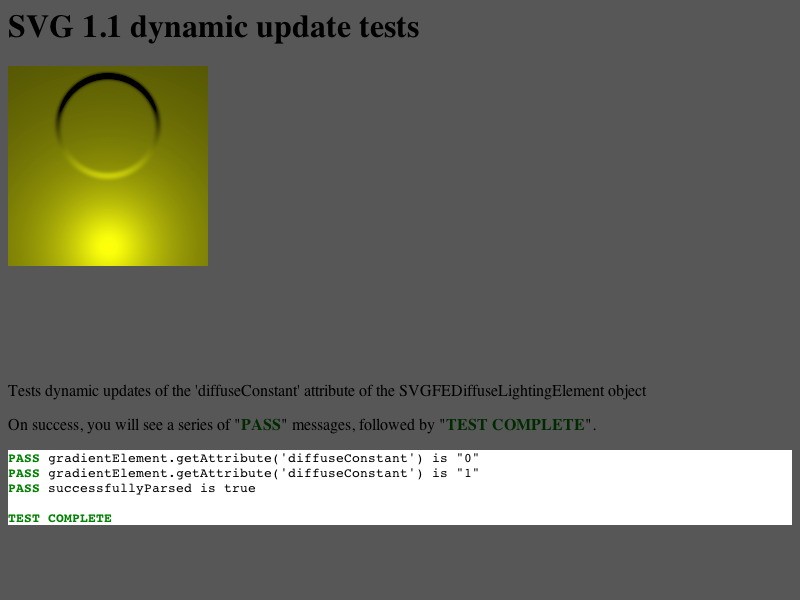 SVG 1.1 dynamic update tests
Tests dynamic updates of the 'diffuseConstant' attribute of the SVGFEDiffuseLightingElement object
On success, you will see a series of "PASS" messages, followed by "TEST COMPLETE".
PASS gradientElement.getAttribute('diffuseConstant') is "0"
PASS gradientElement.getAttribute('diffuseConstant') is "1"
PASS successfullyParsed is true
TEST COMPLETE